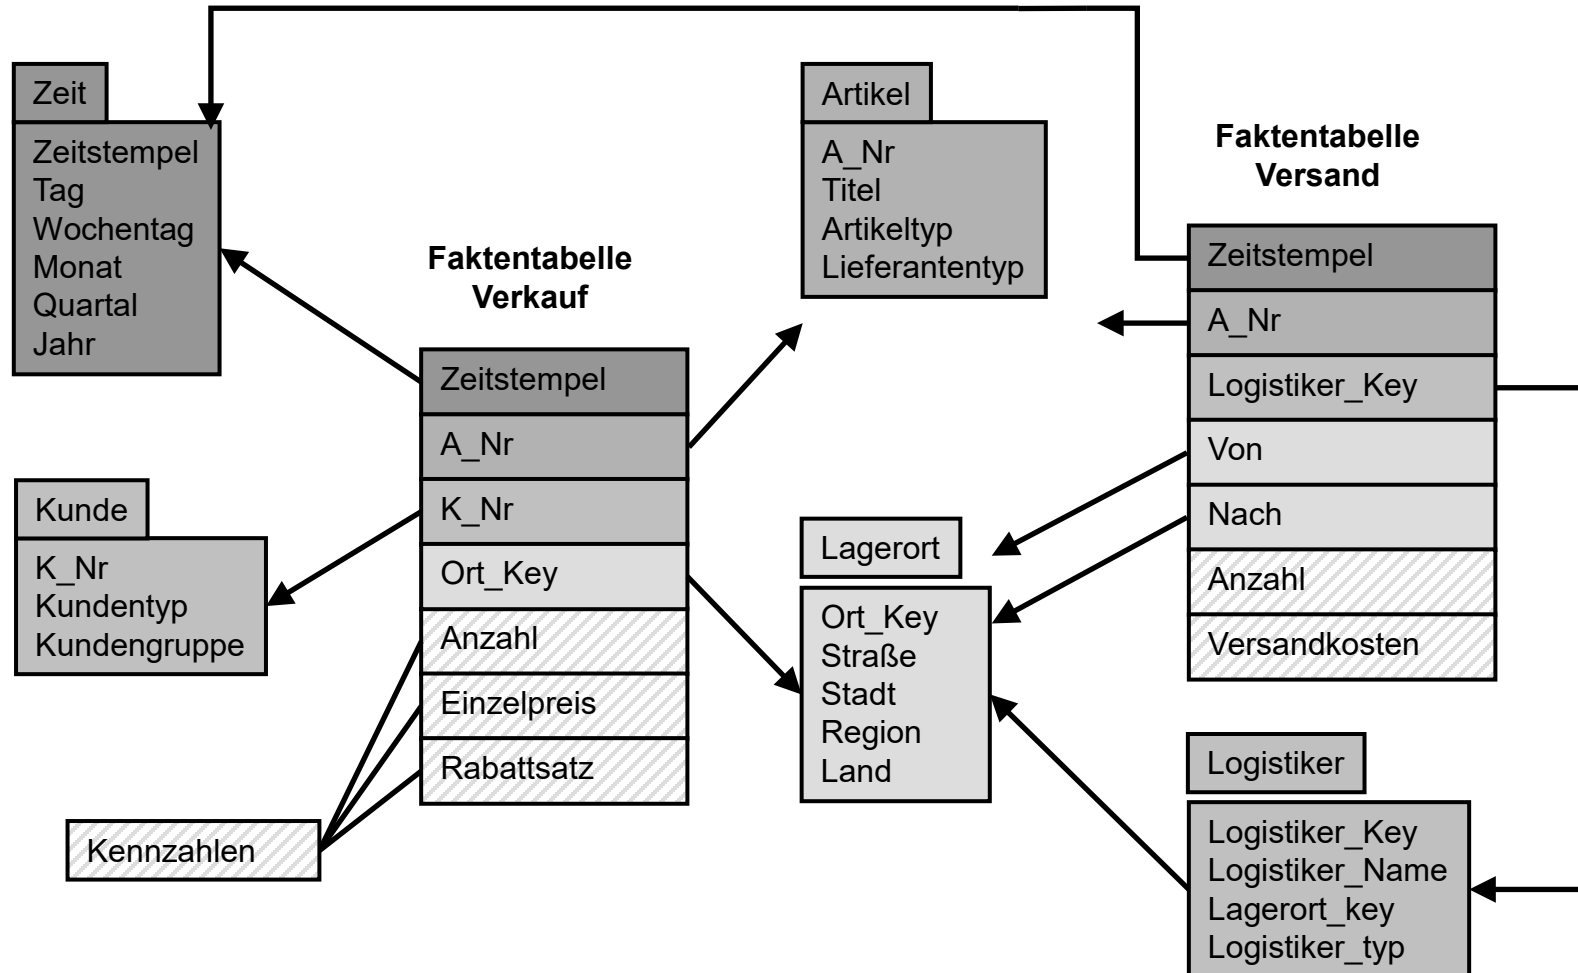 Zeit
Zeitstempel
Tag
Wochentag
Monat
Quartal
Jahr
Kunde
K_Nr
Kundentyp
Kundengruppe
Kennzahlen
Faktentabelle
Verkauf
Zeitstempel
A_Nr
K_Nr
Ort_Key
Anzahl
Einzelpreis
Rabattsatz
Artikel
A_Nr
Titel
Artikeltyp
Lieferantentyp
Lagerort
Ort_Key
Straße
Stadt
Region
Land
Faktentabelle
Versand
Zeitstempel
A_Nr
Logistiker_Key
Von
Nach
Anzahl
Versandkosten
Logistiker
Logistiker_Key
Logistiker_Name
Lagerort_key
Logistiker_typ